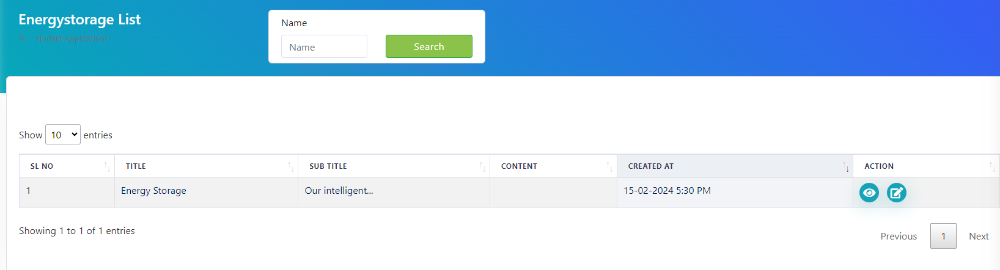 Energystorage List
Student Applications
Name
Name
Search
Show 10 entries
SL NO TITLE SUB TITLE CONTENT CREATED AT ACTION
1 Energy Storage Our intelligent... 15-02-2024 5:30 PM
Showing 1 to 1 of 1 entries
Previous 1 Next